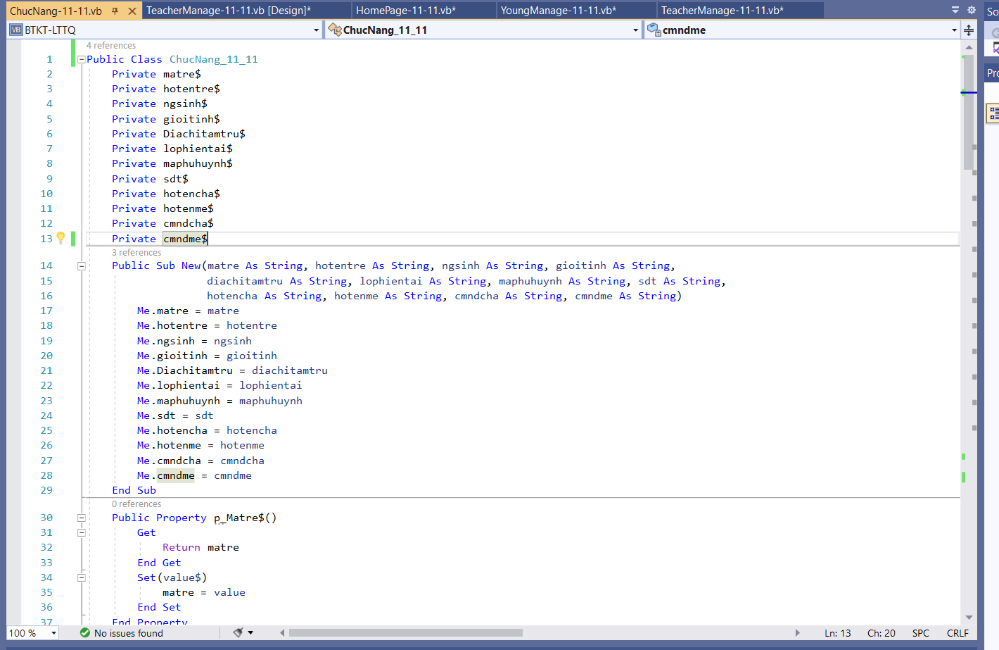 ChucNang-11-11.vb TeacherManage-11-11.vb [Design]* HomePage-11-11.vb* YoungManage-11-11.vb* TeacherManage-11-11.vb*
So
VB BTKT-LTTQ ChucNang_11_11 cmndme
Pro
4 references
1 Public Class ChucNang_11_11
2 Private matre$
3 Private hotentre$
4 Private ngsinh$
5 Private gioitinh$
6 Private Diachitamtru$
7 Private lophientai$
8 Private maphuhuynh$
9 Private sdt$
10 Private hotencha$
11 Private hotenme$
12 Private cmndcha$
13 Private cmndme$
3 references
14 Public Sub New(matre As String, hotentre As String, ngsinh As String, gioitinh As String,
15 diachitamtru As String, lophientai As String, maphuhuynh As String, sdt As String,
16 hotencha As String, hotenme As String, cmndcha As String, cmndme As String)
17 Me.matre = matre
18 Me.hotentre = hotentre
19 Me.ngsinh = ngsinh
20 Me.gioitinh = gioitinh
21 Me.Diachitamtru = diachitamtru
22 Me.lophientai = lophientai
23 Me.maphuhuynh = maphuhuynh
24 Me.sdt = sdt
25 Me.hotencha = hotencha
26 Me.hotenme = hotenme
27 Me.cmndcha = cmndcha
28 Me.cmndme = cmndme
29 End Sub
0 references
30 Public Property p_Matre$()
31 Get
32 Return matre
33 End Get
34 Set(value$)
35 matre = value
36 End Set
37 End Property
100 % No issues found Ln: 13 Ch: 20 SPC CRLF